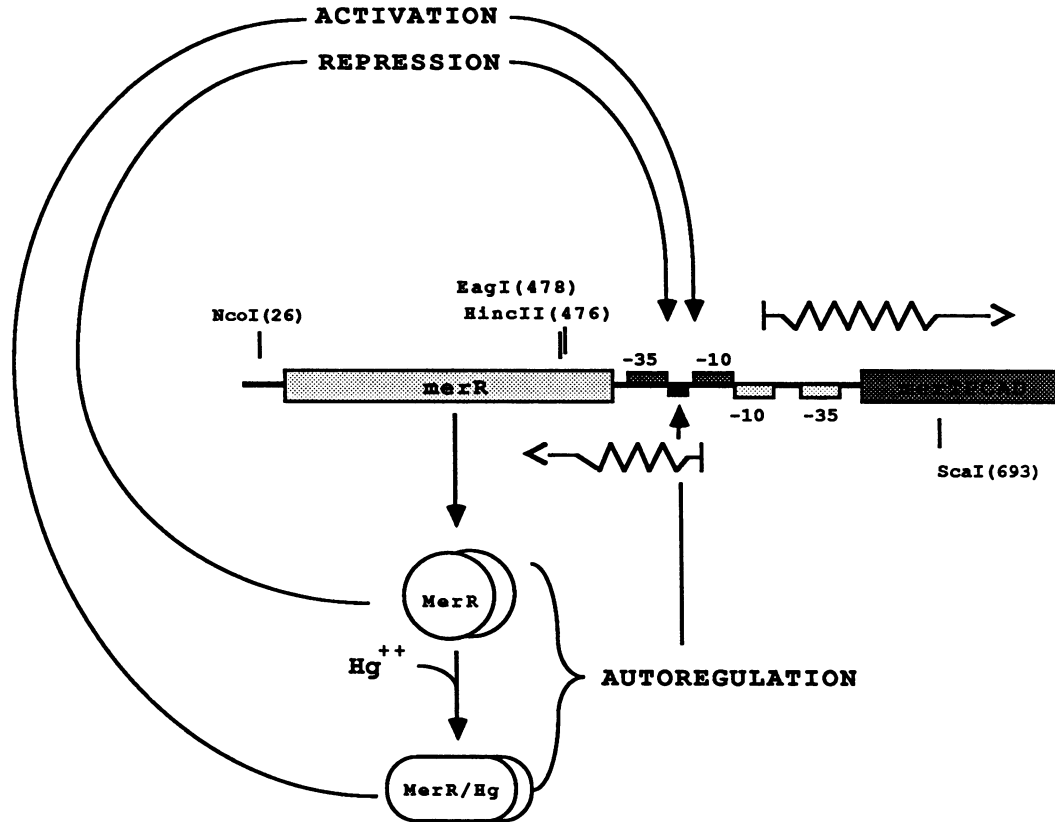 ACTIVATION
REPRESSION
EagI(478)
NcoI(26)
HincII(476)
-35
-10
merR
merTPCAD
-10
-35
ScaI(693)
MerR
Hg++
AUTOREGULATION
MerR/Hg